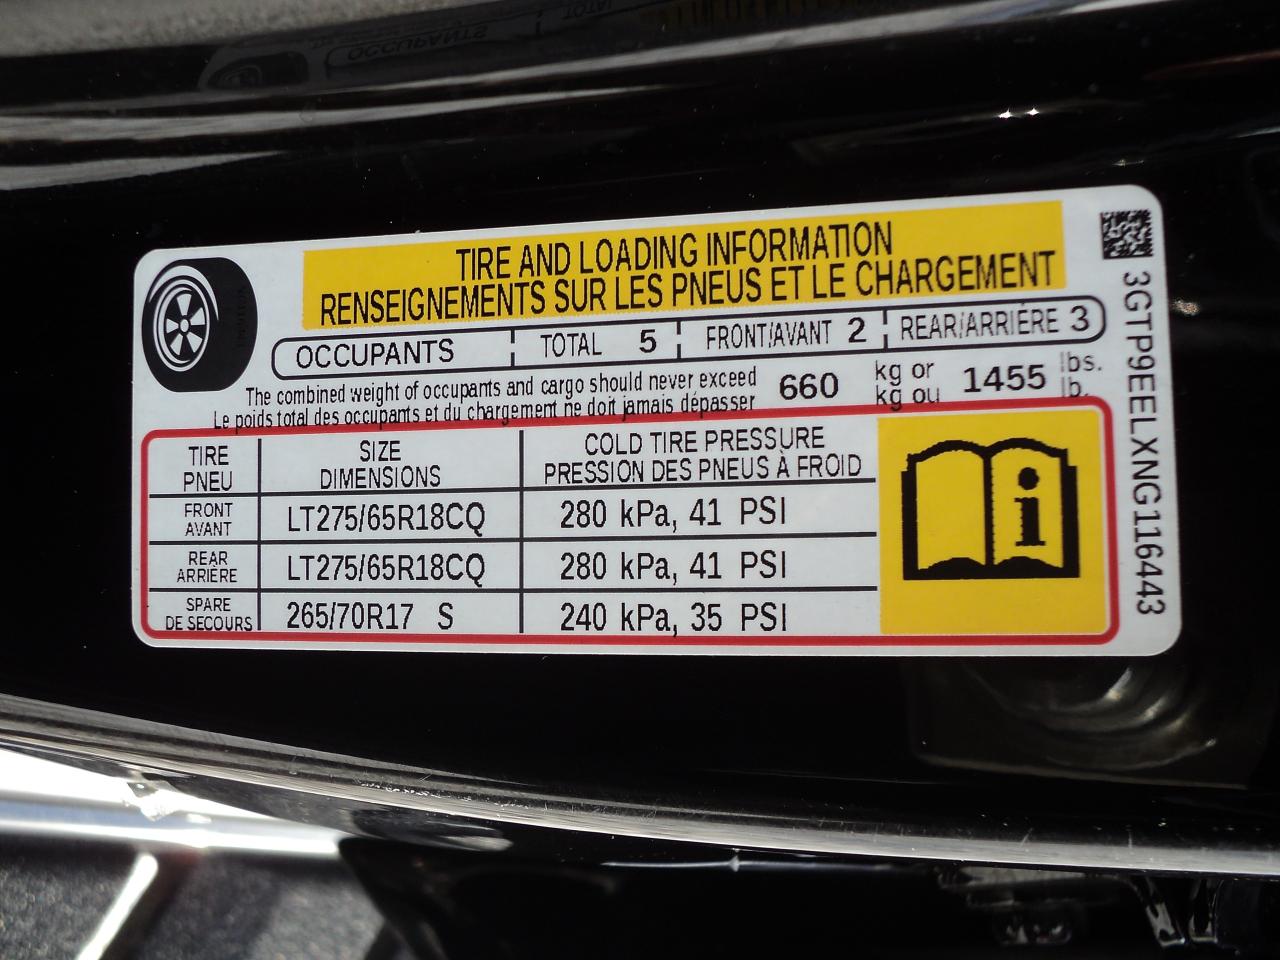 TIRE AND LOADING INFORMATION
RENSEIGNEMENTS SUR LES PNEUS ET LE CHARGEMENT
OCCUPANTS TOTAL 5 FRONT/AVANT 2 REAR/ARRIÈRE 3
The combined weight of occupants and cargo should never exceed 660 kg or 1455 lbs.
Le poids total des occupants et du chargement ne doit jamais dépasser kg ou lb.
TIRE SIZE COLD TIRE PRESSURE
PNEU DIMENSIONS PRESSION DES PNEUS À FROID
FRONT
AVANT LT275/65R18CQ 280 kPa, 41 PSI
REAR
ARRIÈRE LT275/65R18CQ 280 kPa, 41 PSI
SPARE
DE SECOURS 265/70R17 S 240 kPa, 35 PSI
3GTP9EELXNG116443
OCCUPANTS